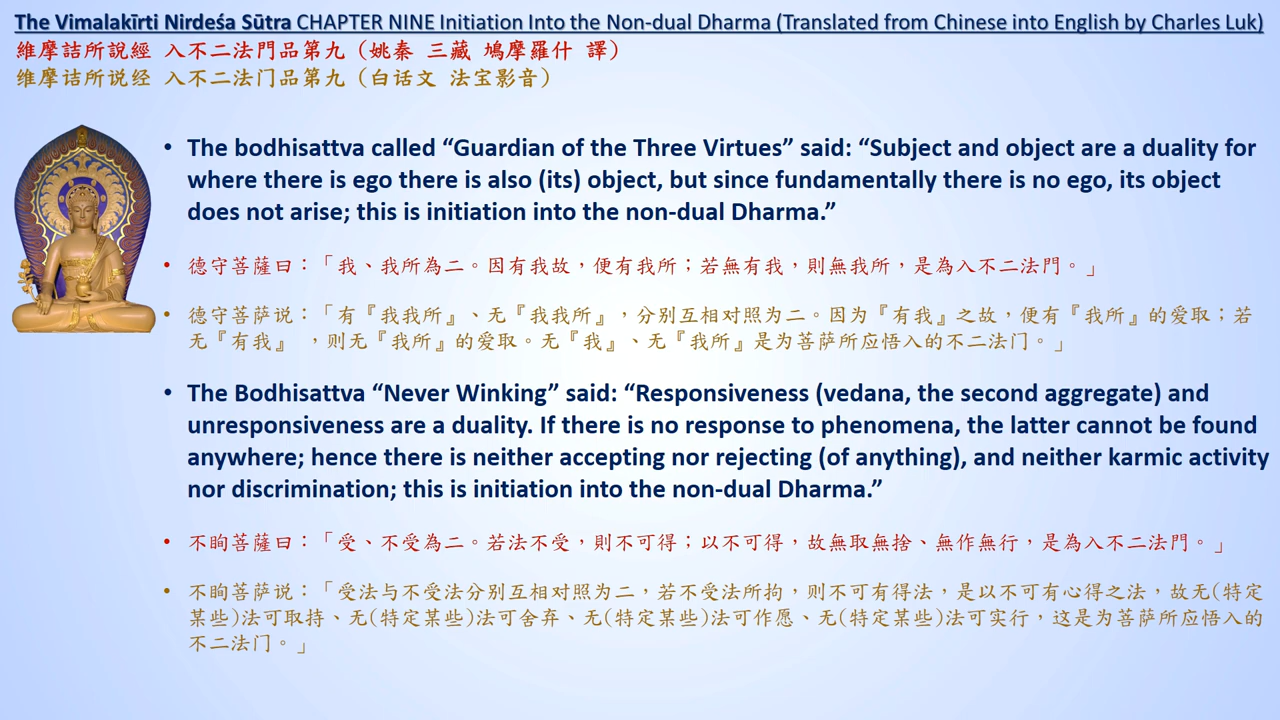 The Vimalakīrti Nirdeśa Sūtra CHAPTER NINE Initiation Into the Non-dual Dharma (Translated from Chinese into English by Charles Luk)
維摩詰所說經 入不二法門品第九 (姚秦 三藏 鳩摩羅什 譯)
维摩诘所说经 入不二法门品第九 (白话文 法宝影音)
• The bodhisattva called “Guardian of the Three Virtues” said: “Subject and object are a duality for
where there is ego there is also (its) object, but since fundamentally there is no ego, its object
does not arise; this is initiation into the non-dual Dharma.”
• 德守菩薩曰：「我、我所為二。因有我故，便有我所；若無有我，則無我所，是為入不二法門。」
• 德守菩萨说：「有『我我所』、无『我我所』，分别互相对照为二。因为『有我』之故，便有『我所』的爱取；若
无『有我』 ，则无『我所』的爱取。无『我』、无『我所』是为菩萨所应悟入的不二法门。」
• The Bodhisattva “Never Winking” said: “Responsiveness (vedana, the second aggregate) and
unresponsiveness are a duality. If there is no response to phenomena, the latter cannot be found
anywhere; hence there is neither accepting nor rejecting (of anything), and neither karmic activity
nor discrimination; this is initiation into the non-dual Dharma.”
• 不眴菩薩曰：「受、不受為二。若法不受，則不可得；以不可得，故無取無捨、無作無行，是為入不二法門。」
• 不眴菩萨说：「受法与不受法分别互相对照为二，若不受法所拘，则不可有得法，是以不可有心得之法，故无(特定
某些)法可取持、无(特定某些)法可舍弃、无(特定某些)法可作愿、无(特定某些)法可实行，这是为菩萨所应悟入的
不二法门。」